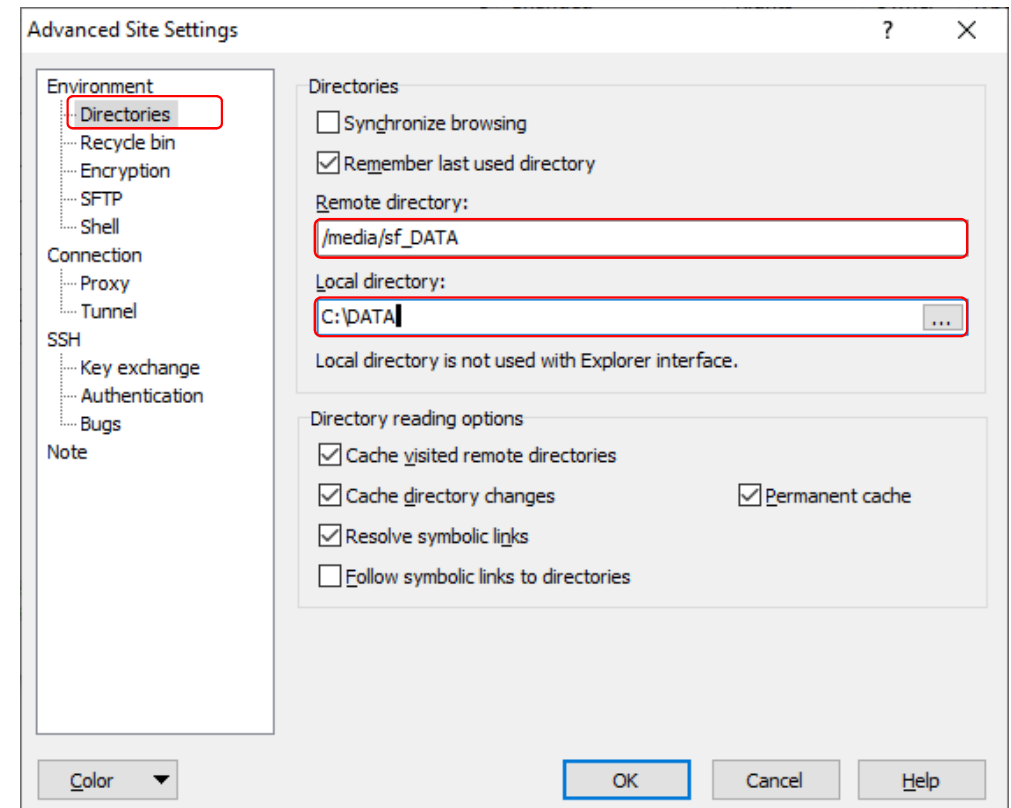 Advanced Site Settings
?
Environment
Directories
Recycle bin
Encryption
SFTP
Shell
Connection
Proxy
Tunnel
SSH
Key exchange
Authentication
Bugs
Note
Directories
Synchronize browsing
Remember last used directory
Remote directory:
/media/sf_DATA
Local directory:
C:\DATA
...
Local directory is not used with Explorer interface.
Directory reading options
Cache visited remote directories
Cache directory changes
Permanent cache
Resolve symbolic links
Follow symbolic links to directories
Color
OK
Cancel
Help